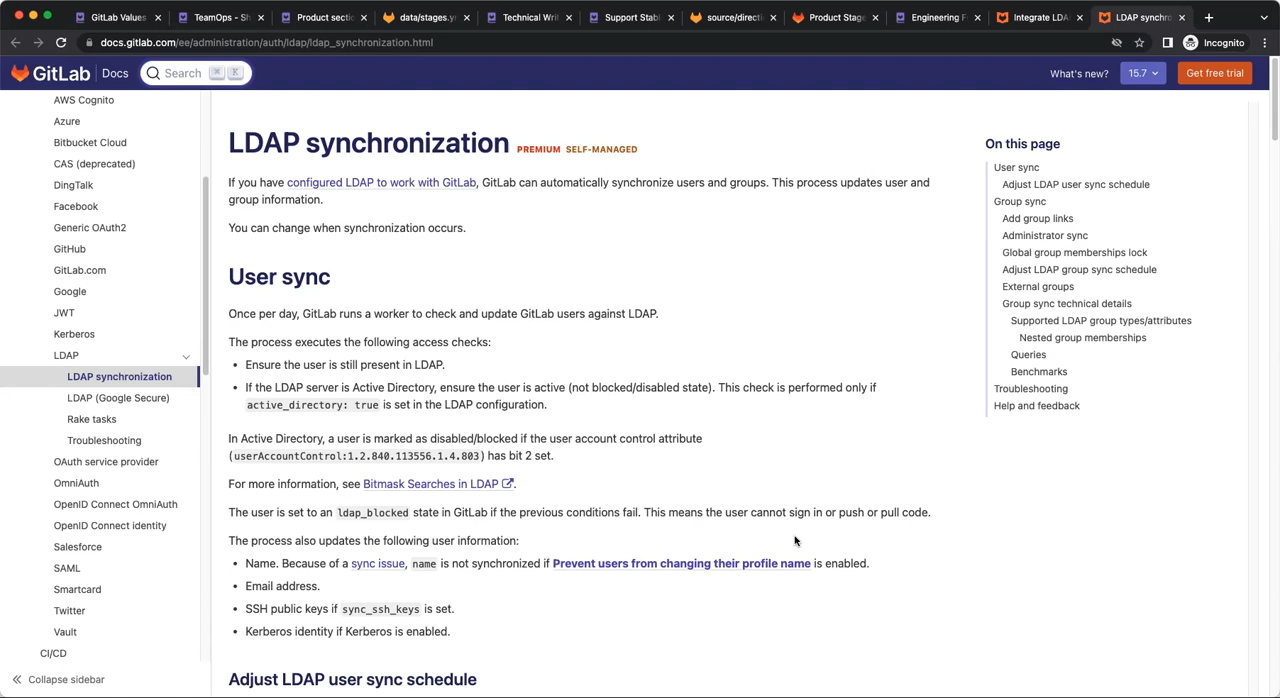 GitLab Values
TeamOps - Sh
Product secti
data/stages.y
Technical Writ
Support Stabl
source/directi
Product Stage
Engineering F
Integrate LDA
LDAP synchro
docs.gitlab.com/ee/administration/auth/ldap/ldap_synchronization.html
Incognito
GitLab Docs
Search ⌘ K
What's new?
15.7
Get free trial
AWS Cognito
Azure
Bitbucket Cloud
CAS (deprecated)
DingTalk
Facebook
Generic OAuth2
GitHub
GitLab.com
Google
JWT
Kerberos
LDAP
LDAP synchronization
LDAP (Google Secure)
Rake tasks
Troubleshooting
OAuth service provider
OmniAuth
OpenID Connect OmniAuth
OpenID Connect identity
Salesforce
SAML
Smartcard
Twitter
Vault
CI/CD
Collapse sidebar
LDAP synchronization PREMIUM SELF-MANAGED
If you have configured LDAP to work with GitLab, GitLab can automatically synchronize users and groups. This process updates user and
group information.
You can change when synchronization occurs.
User sync
Once per day, GitLab runs a worker to check and update GitLab users against LDAP.
The process executes the following access checks:
• Ensure the user is still present in LDAP.
• If the LDAP server is Active Directory, ensure the user is active (not blocked/disabled state). This check is performed only if
active_directory: true is set in the LDAP configuration.
In Active Directory, a user is marked as disabled/blocked if the user account control attribute
(userAccountControl:1.2.840.113556.1.4.803) has bit 2 set.
For more information, see Bitmask Searches in LDAP.
The user is set to an ldap_blocked state in GitLab if the previous conditions fail. This means the user cannot sign in or push or pull code.
The process also updates the following user information:
• Name. Because of a sync issue, name is not synchronized if Prevent users from changing their profile name is enabled.
• Email address.
• SSH public keys if sync_ssh_keys is set.
• Kerberos identity if Kerberos is enabled.
Adjust LDAP user sync schedule
On this page
User sync
Adjust LDAP user sync schedule
Group sync
Add group links
Administrator sync
Global group memberships lock
Adjust LDAP group sync schedule
External groups
Group sync technical details
Supported LDAP group types/attributes
Nested group memberships
Queries
Benchmarks
Troubleshooting
Help and feedback